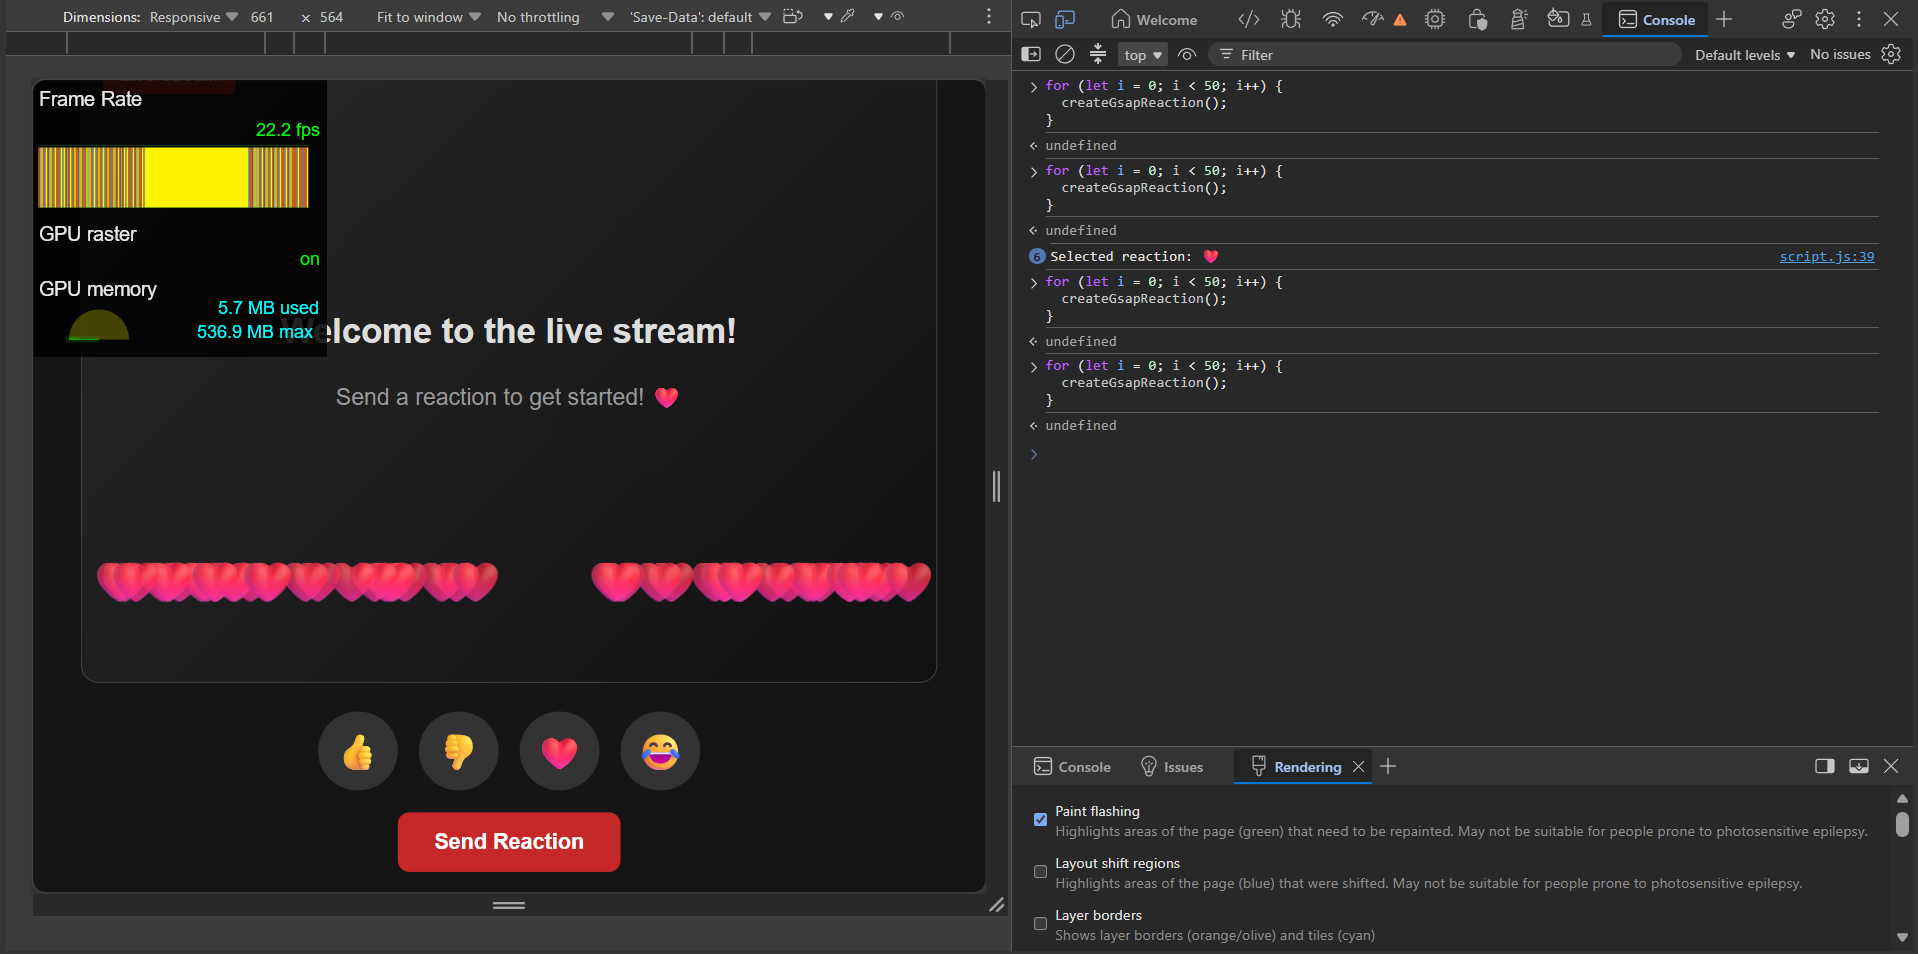 Dimensions: Responsive 661 × 564 Fit to window No throttling 'Save-Data': default
Frame Rate
22.2 fps
GPU raster
on
GPU memory
5.7 MB used
536.9 MB max
Welcome to the live stream!
Send a reaction to get started! ❤️
👍 👎 ❤️ 😂
Send Reaction
Welcome Console
top Filter Default levels No issues
for (let i = 0; i < 50; i++) {
createGsapReaction();
}
undefined
for (let i = 0; i < 50; i++) {
createGsapReaction();
}
undefined
6 Selected reaction: ❤️ script.js:39
for (let i = 0; i < 50; i++) {
createGsapReaction();
}
undefined
for (let i = 0; i < 50; i++) {
createGsapReaction();
}
undefined
Console Issues Rendering
Paint flashing
Highlights areas of the page (green) that need to be repainted. May not be suitable for people prone to photosensitive epilepsy.
Layout shift regions
Highlights areas of the page (blue) that were shifted. May not be suitable for people prone to photosensitive epilepsy.
Layer borders
Shows layer borders (orange/olive) and tiles (cyan)